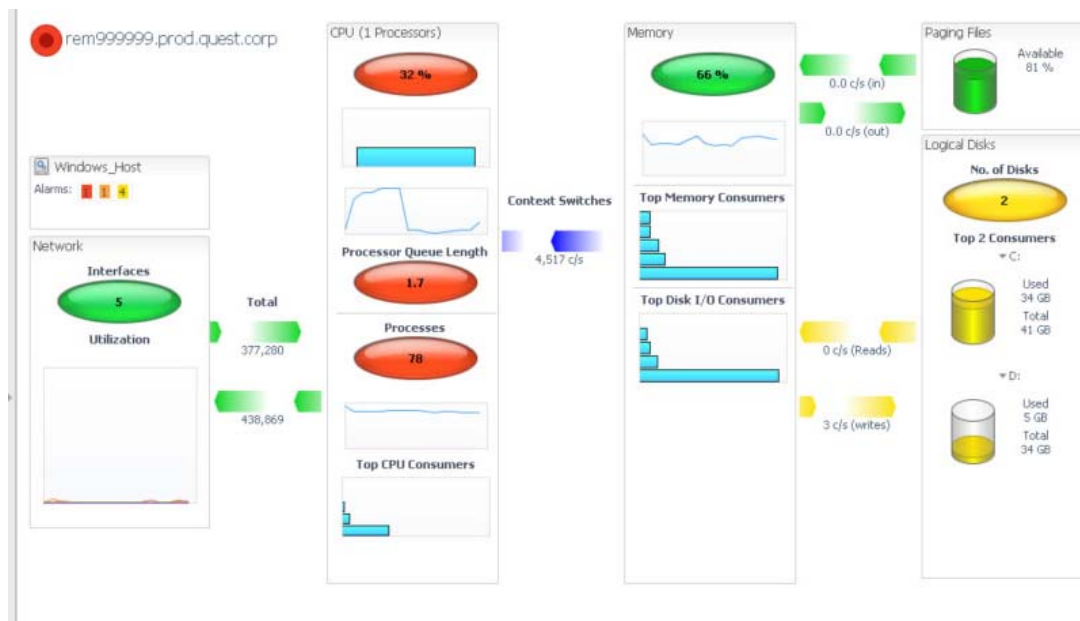 rem999999.prod.quest.corp
Windows_Host
Alarms: 1 1 4
Network
Interfaces
5
Utilization
Total
377,280
438,869
CPU (1 Processors)
32 %
Processor Queue Length
1.7
Processes
78
Top CPU Consumers
Context Switches
4,517 c/s
Memory
66 %
Top Memory Consumers
Top Disk I/O Consumers
0.0 c/s (in)
0.0 c/s (out)
0 c/s (Reads)
3 c/s (writes)
Paging Files
Available
81 %
Logical Disks
No. of Disks
2
Top 2 Consumers
C:
Used
34 GB
Total
41 GB
D:
Used
5 GB
Total
34 GB